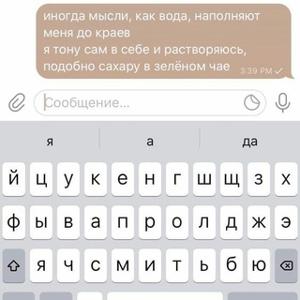 иногда мысли, как вода, наполняют
меня до краев
я тону сам в себе и растворяюсь,
подобно сахару в зелёном чае
3:39 PM
Сообщение...
я а да
й ц у к е н г ш щ з х
ф ы в а п р о л д ж э
я ч с м и т ь б ю